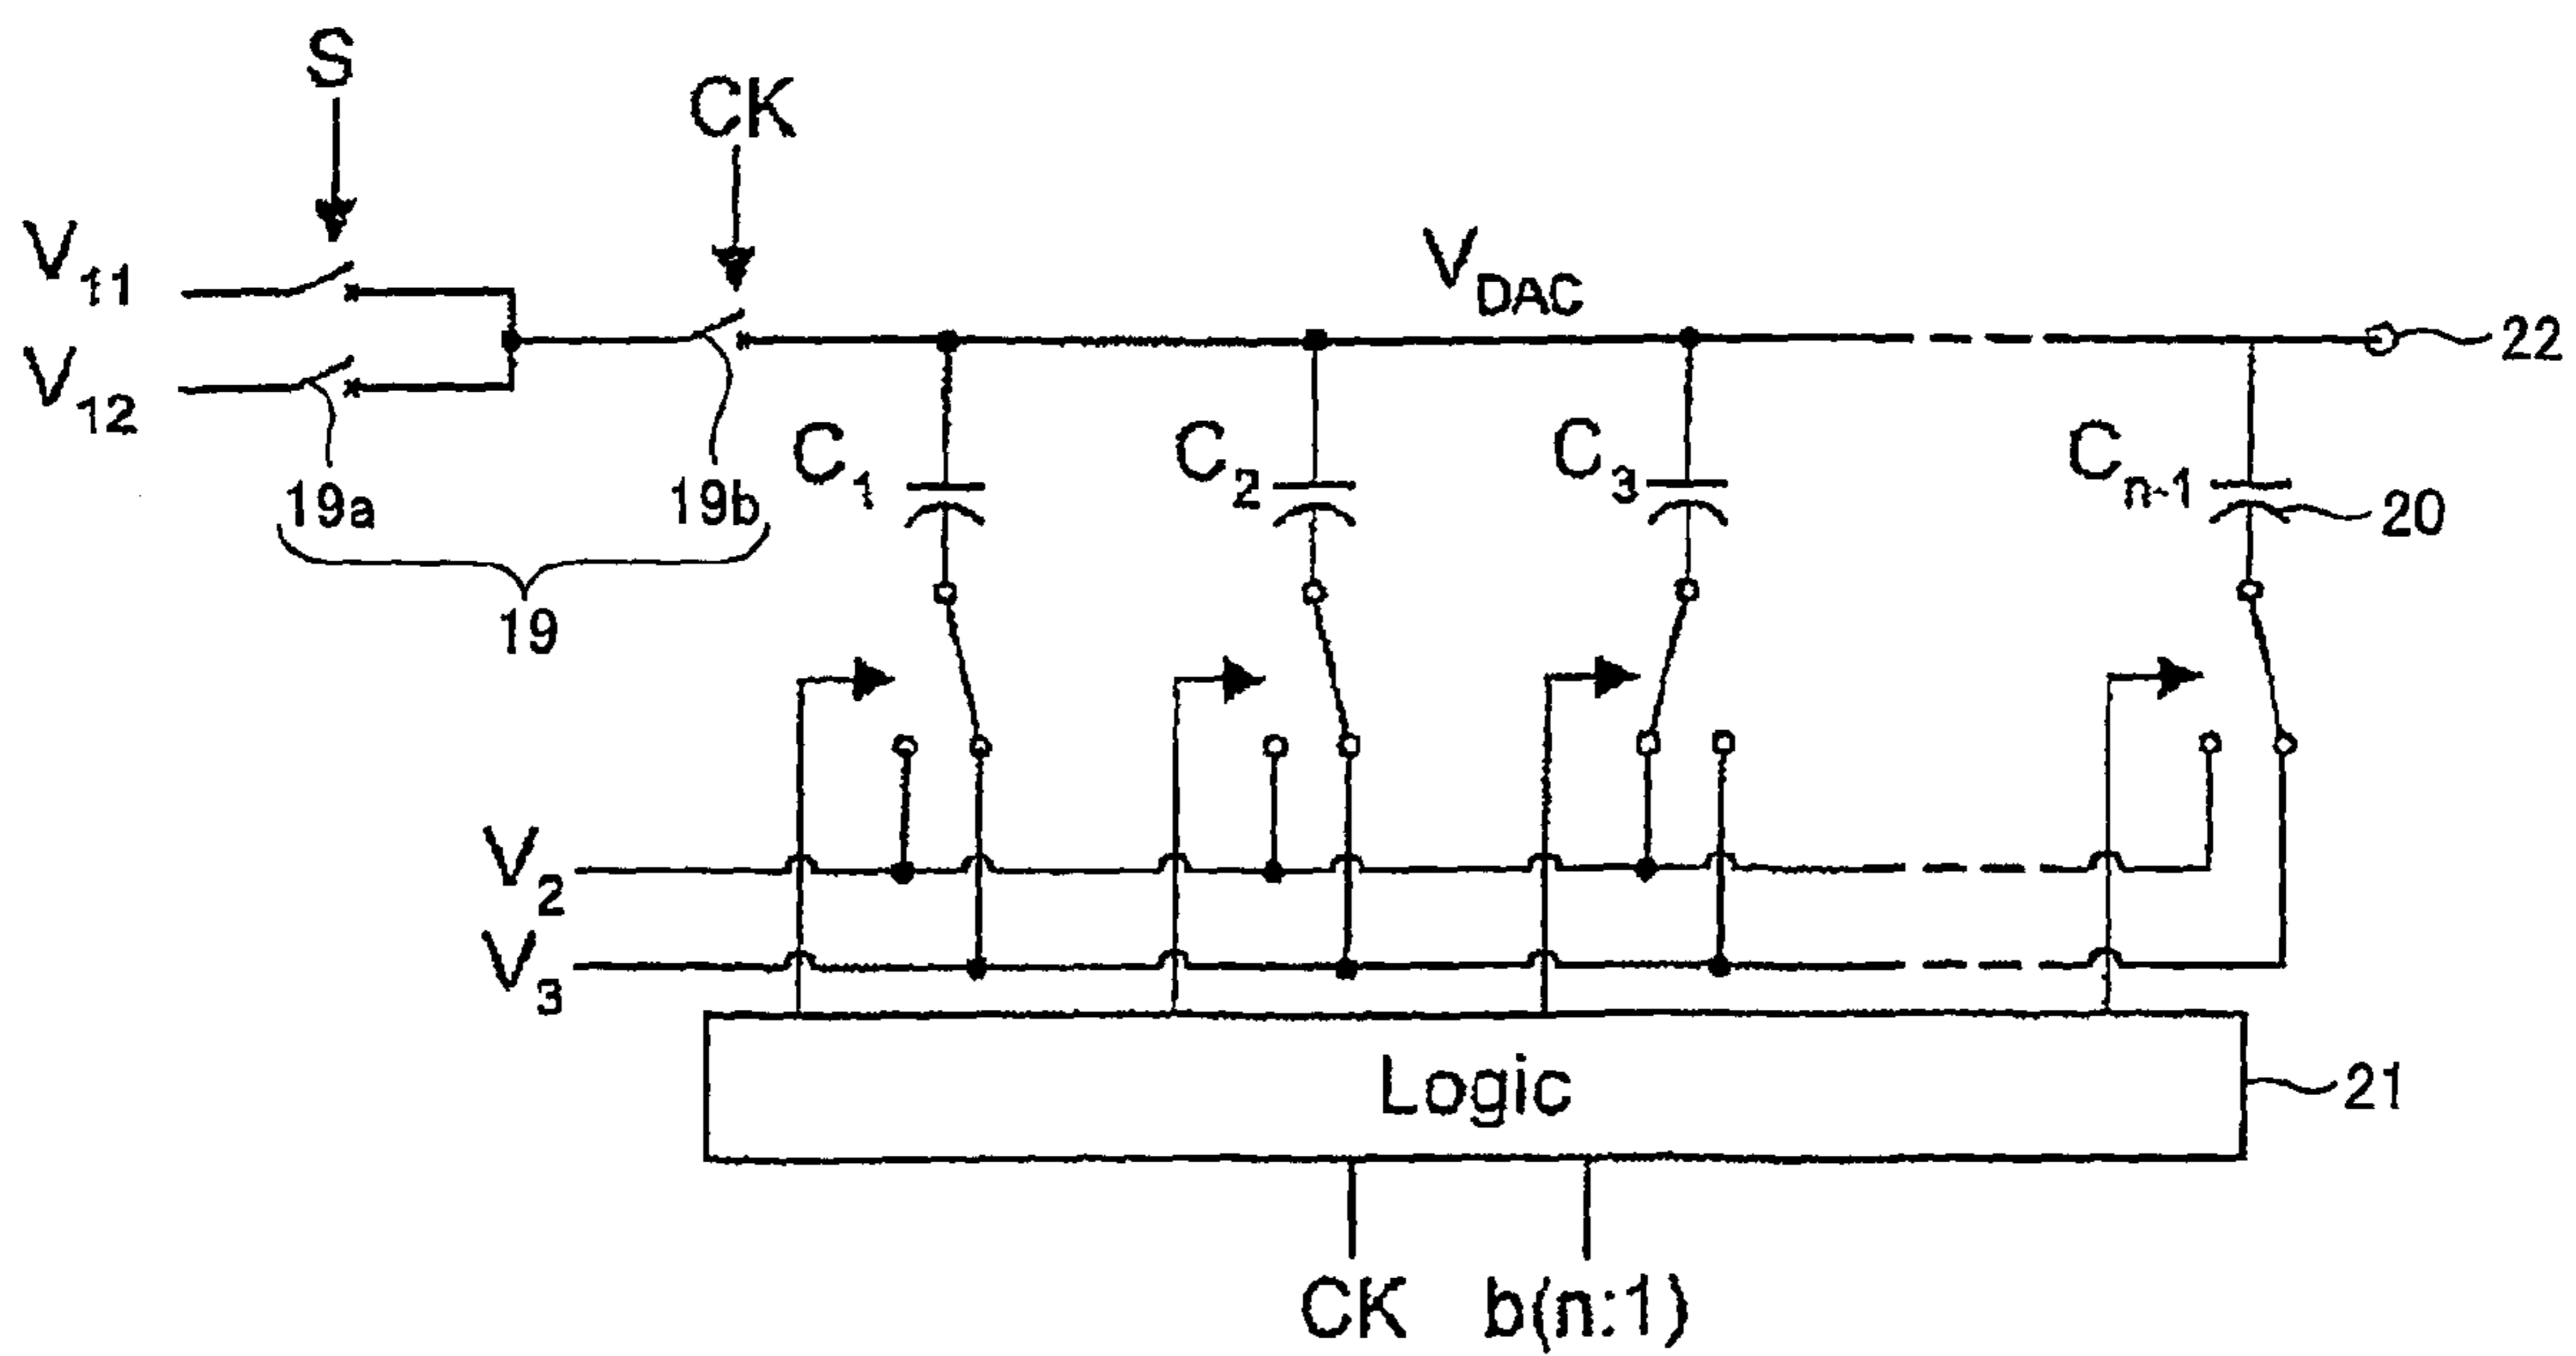 S
CK
V11
V12
VDAC
22
19a
19b
19
C1
C2
C3
Cn-1
20
V2
V3
Logic
21
CK
b(n:1)